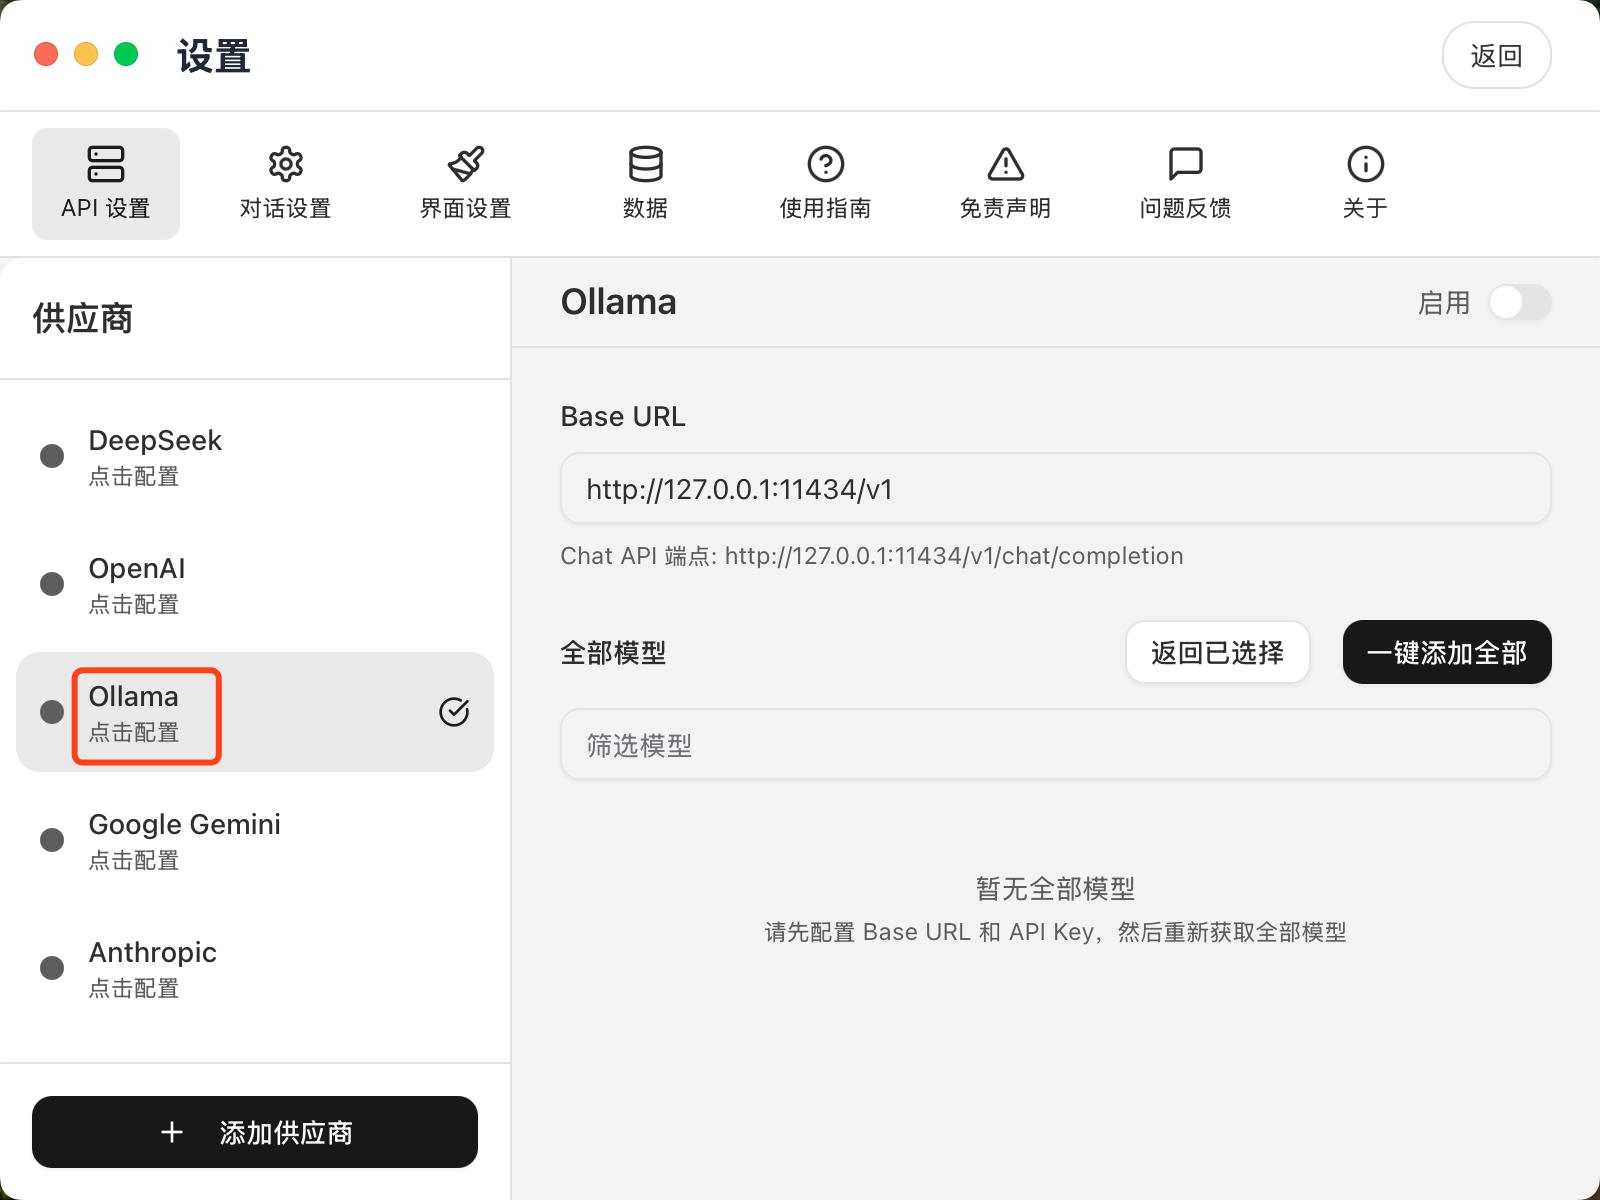 设置
返回
API 设置
对话设置
界面设置
数据
使用指南
免责声明
问题反馈
关于
供应商
DeepSeek
点击配置
OpenAI
点击配置
Ollama
点击配置
Google Gemini
点击配置
Anthropic
点击配置
添加供应商
Ollama
启用
Base URL
http://127.0.0.1:11434/v1
Chat API 端点: http://127.0.0.1:11434/v1/chat/completion
全部模型
返回已选择
一键添加全部
筛选模型
暂无全部模型
请先配置 Base URL 和 API Key，然后重新获取全部模型